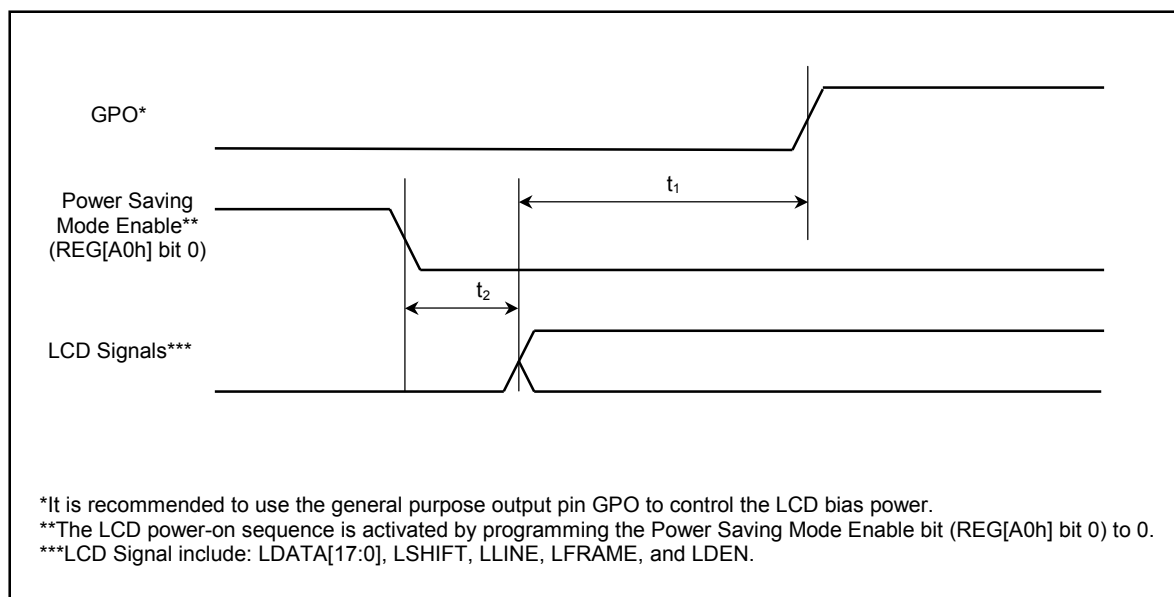 GPO*
t₁
Power Saving
Mode Enable**
(REG[A0h] bit 0)
t₂
LCD Signals***
*It is recommended to use the general purpose output pin GPO to control the LCD bias power.
**The LCD power-on sequence is activated by programming the Power Saving Mode Enable bit (REG[A0h] bit 0) to 0.
***LCD Signal include: LDATA[17:0], LSHIFT, LLINE, LFRAME, and LDEN.